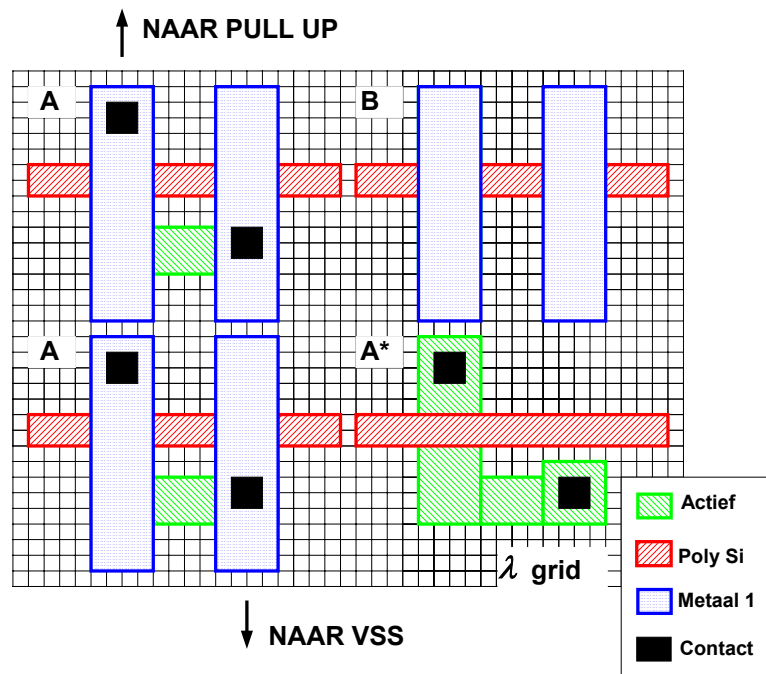 NAAR PULL UP
A
B
A
A*
λ grid
Actief
Poly Si
Metaal 1
Contact
NAAR VSS